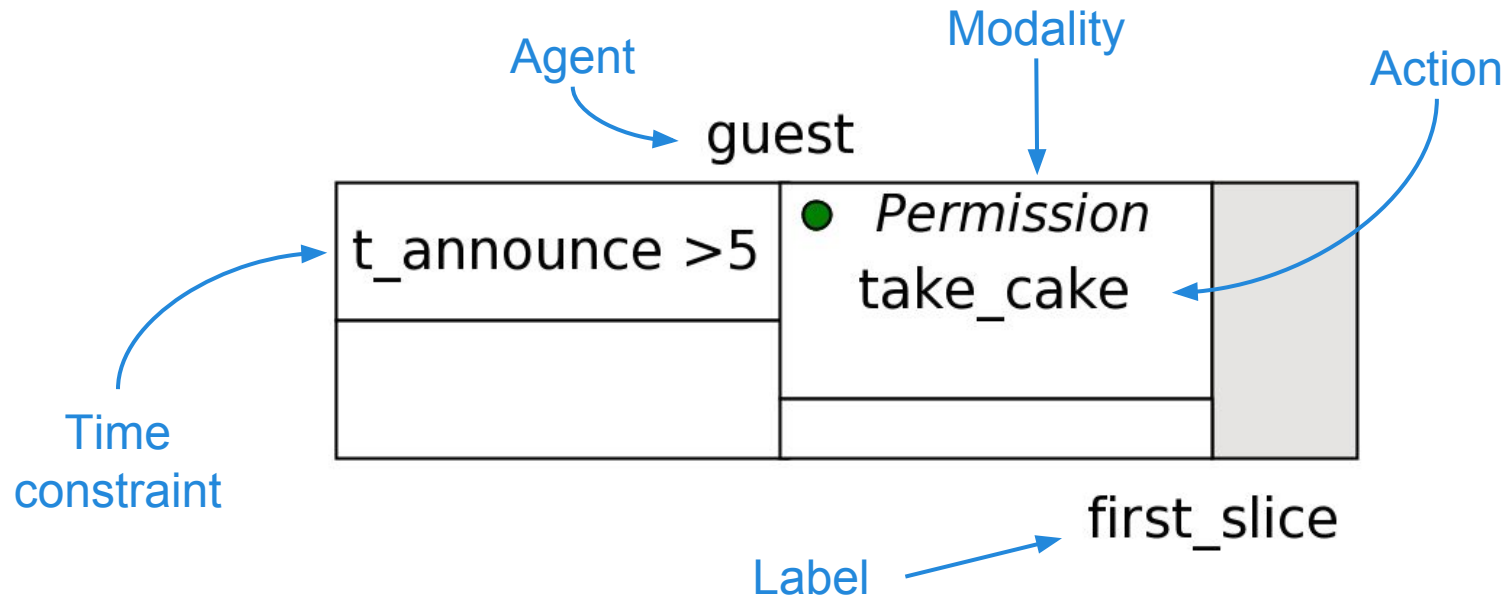 Modality
Agent
Action
guest
Permission
t_announce >5
take_cake
Time
constraint
first_slice
Label